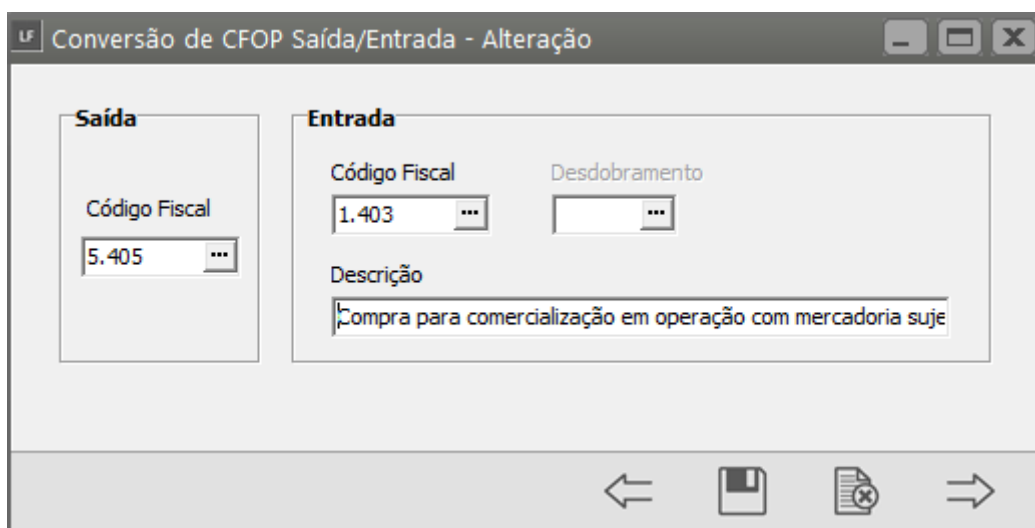 LF Conversão de CFOP Saída/Entrada - Alteração
Saída
Código Fiscal
5.405
Entrada
Código Fiscal
1.403
Desdobramento
Descrição
Compra para comercialização em operação com mercadoria suje